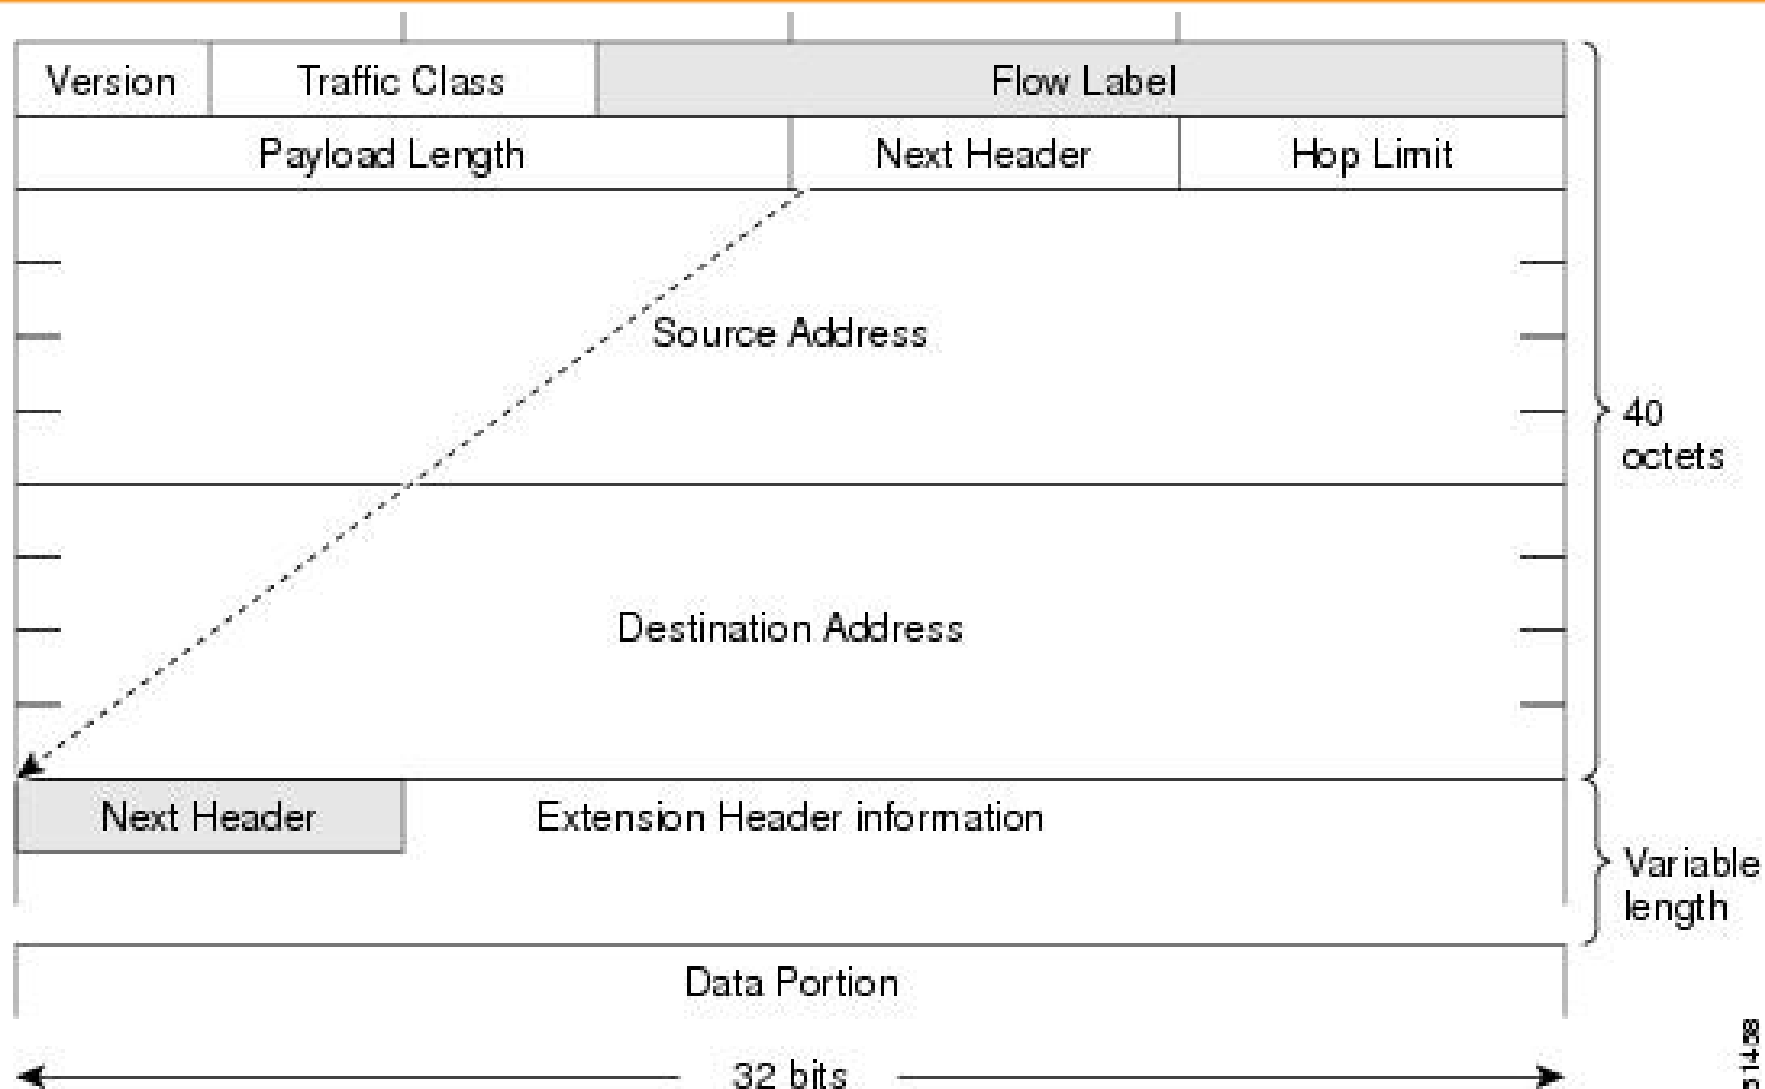 Version Traffic Class Flow Label
Payload Length Next Header Hop Limit
Source Address
40
octets
Destination Address
Next Header Extension Header information
Variable
length
Data Portion
32 bits